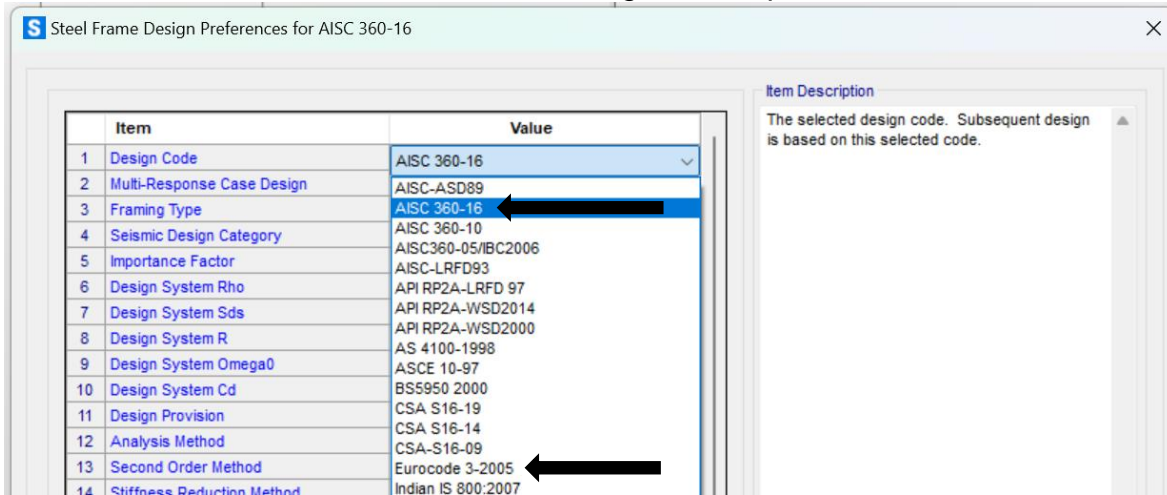 S Steel Frame Design Preferences for AISC 360-16
Item Description
The selected design code. Subsequent design
is based on this selected code.
Item Value
1 Design Code AISC 360-16
2 Multi-Response Case Design AISC-ASD89
3 Framing Type AISC 360-16
4 Seismic Design Category AISC 360-10
AISC360-05/IBC2006
5 Importance Factor AISC-LRFD93
6 Design System Rho API RP2A-LRFD 97
7 Design System Sds API RP2A-WSD2014
8 Design System R API RP2A-WSD2000
AS 4100-1998
9 Design System Omega0 ASCE 10-97
10 Design System Cd BS5950 2000
11 Design Provision CSA S16-19
CSA S16-14
12 Analysis Method CSA-S16-09
13 Second Order Method Eurocode 3-2005
14 Stiffness Reduction Method Indian IS 800:2007